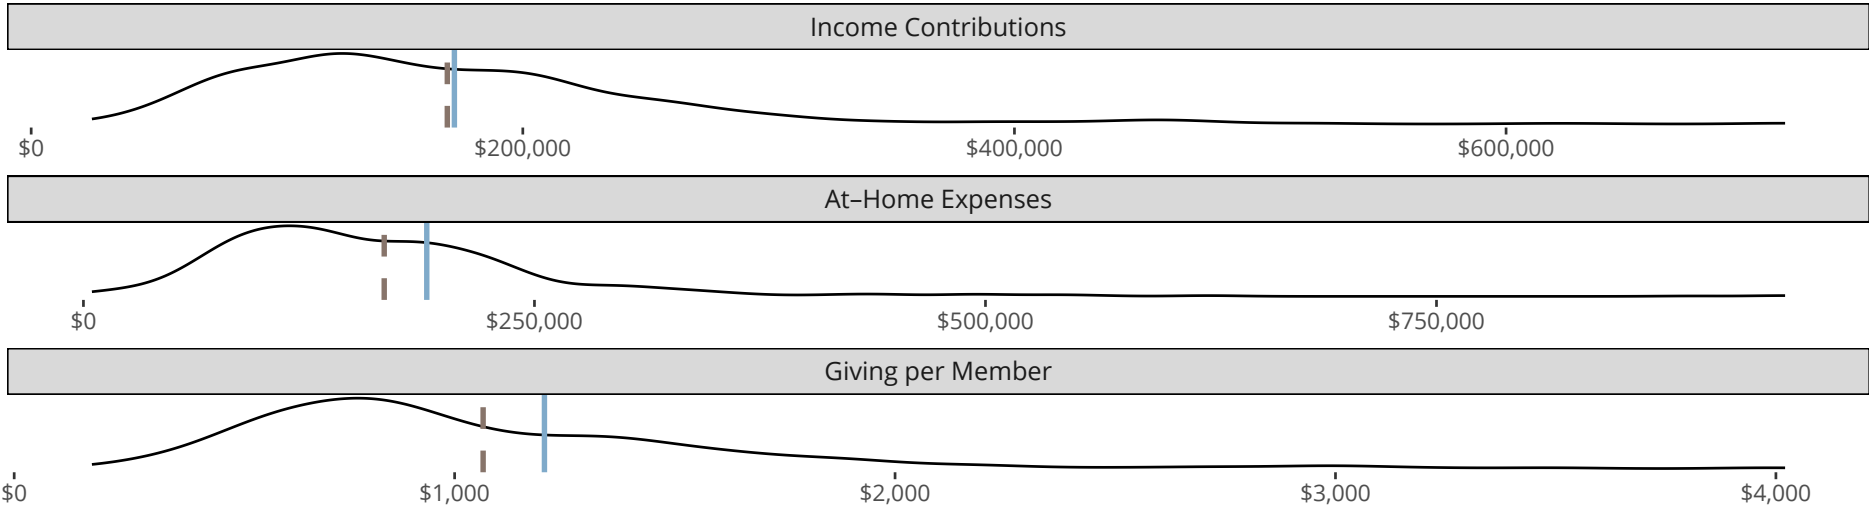 Income Contributions
$0 $200,000 $400,000 $600,000
At–Home Expenses
$0 $250,000 $500,000 $750,000
Giving per Member
$0 $1,000 $2,000 $3,000 $4,000